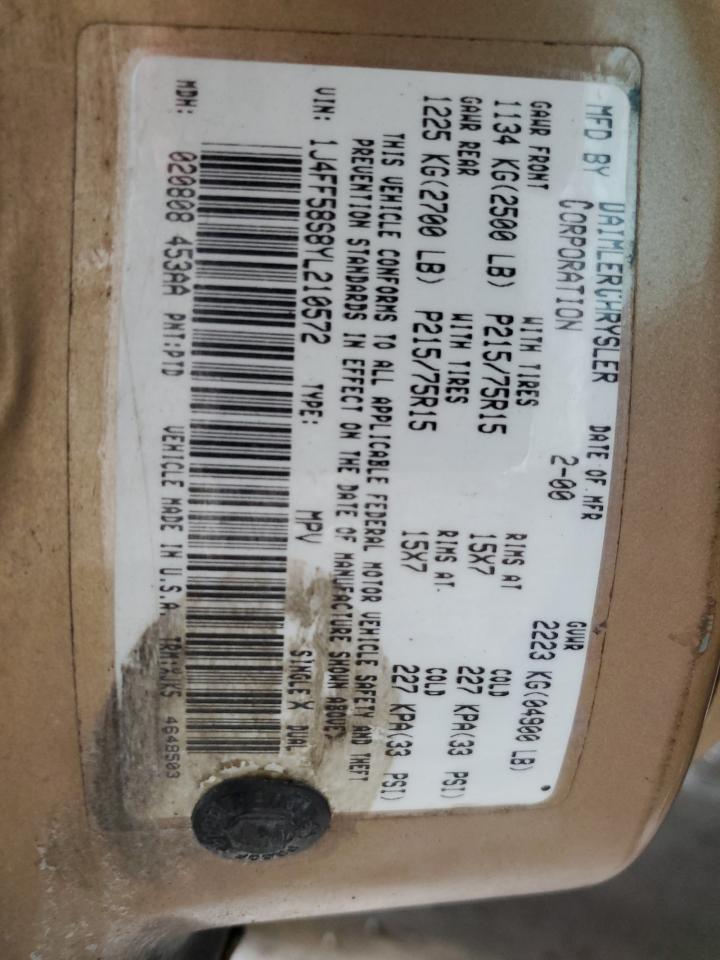 MFD BY DAIMLERCHRYSLER CORPORATION
DATE OF MFR 2-00
GVWR 2223 KG(04900 LB)
GAWR FRONT WITH TIRES RIMS AT COLD
1134 KG(2500 LB) P215/75R15 15X7 227 KPA(33 PSI)
GAWR REAR WITH TIRES RIMS AT COLD
1225 KG(2700 LB) P215/75R15 15X7 227 KPA(33 PSI)
THIS VEHICLE CONFORMS TO ALL APPLICABLE FEDERAL MOTOR VEHICLE SAFETY AND THEFT
PREVENTION STANDARDS IN EFFECT ON THE DATE OF MANUFACTURE SHOWN ABOVE.
VIN: 1J4FF58S8YL210572 TYPE: MPV SINGLE X DUAL
MDH: 020808 453AA PNT:PTD VEHICLE MADE IN U.S.A. 4648503